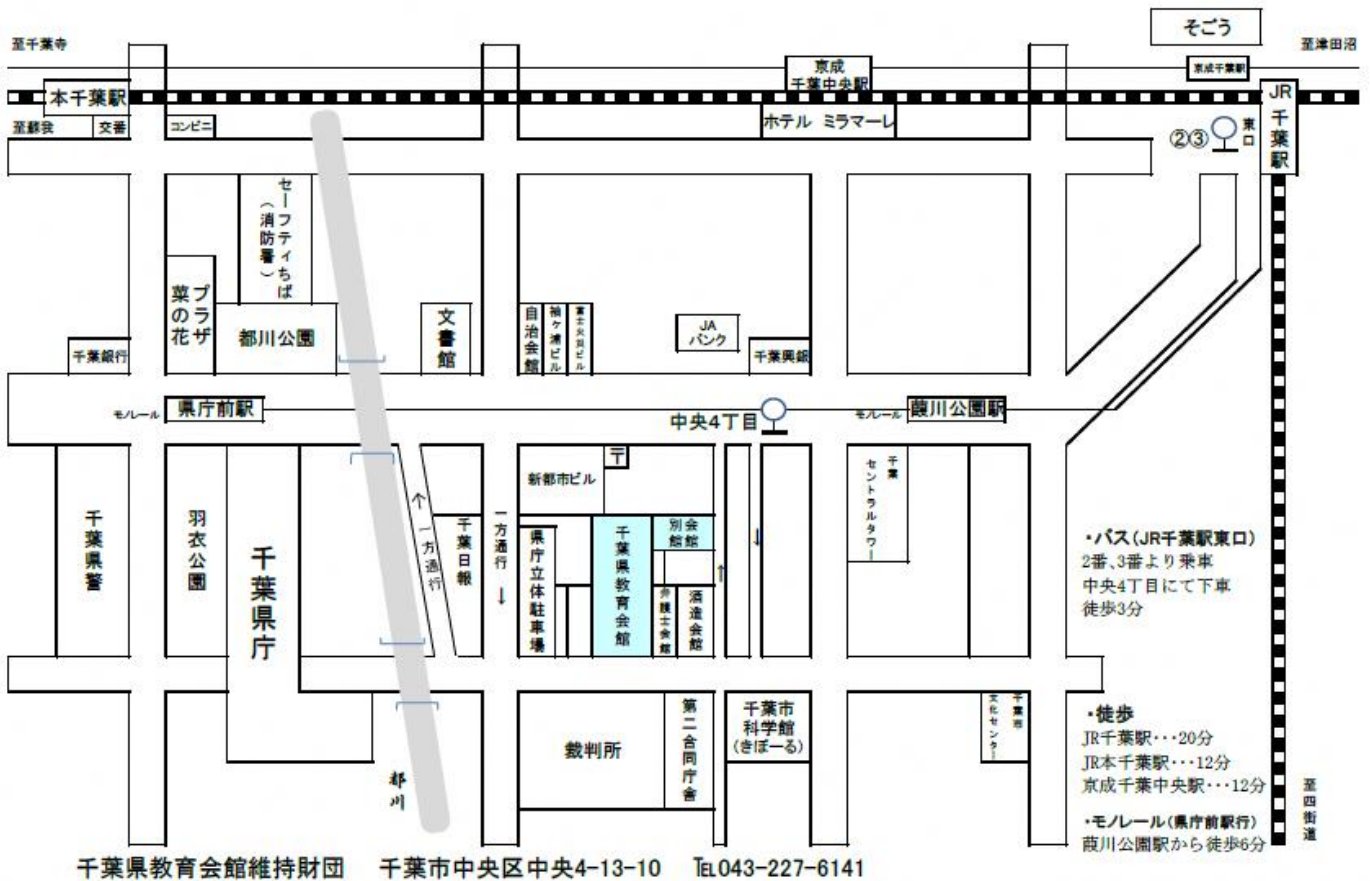 そごう
至千葉寺
至津田沼
京成
千葉中央駅
京成千葉駅
本千葉駅
JR
千葉駅
至蘇我
交番
コンビニ
ホテル ミラマーレ
②③
東口
セーフティちば
(消防署)
菜の花
プラザ
都川公園
文書館
自治会館
袖ヶ浦ビル
富士火災ビル
JA
バンク
千葉銀行
千葉興銀
モノレール
県庁前駅
中央4丁目
モノレール
葭川公園駅
千葉県警
羽衣公園
千葉県庁
↑一方通行
千葉日報
一方通行↓
新都市ビル
〒
県庁立体駐車場
千葉県教育会館
会館
別館
弁護士会館
酒造会館
↑
↓
千葉
セントラルタワー
・バス(JR千葉駅東口)
2番、3番より乗車
中央4丁目にて下車
徒歩3分
裁判所
第二合同庁舎
千葉市
科学館
(きぼーる)
千葉市
文化センター
都川
・徒歩
JR千葉駅・・・20分
JR本千葉駅・・・12分
京成千葉中央駅・・・12分
・モノレール(県庁前駅行)
葭川公園駅から徒歩6分
至四街道
千葉県教育会館維持財団 千葉市中央区中央4-13-10 ℡043-227-6141